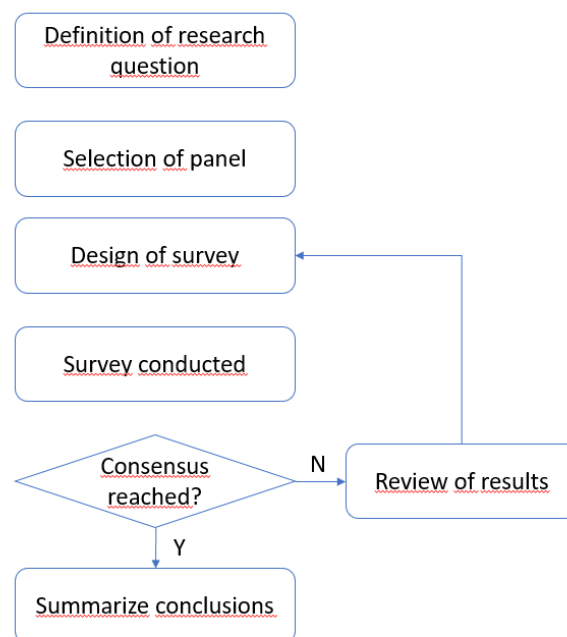 Definition of research
question
Selection of panel
Design of survey
Survey conducted
Consensus
reached?
N
Review of results
Y
Summarize conclusions